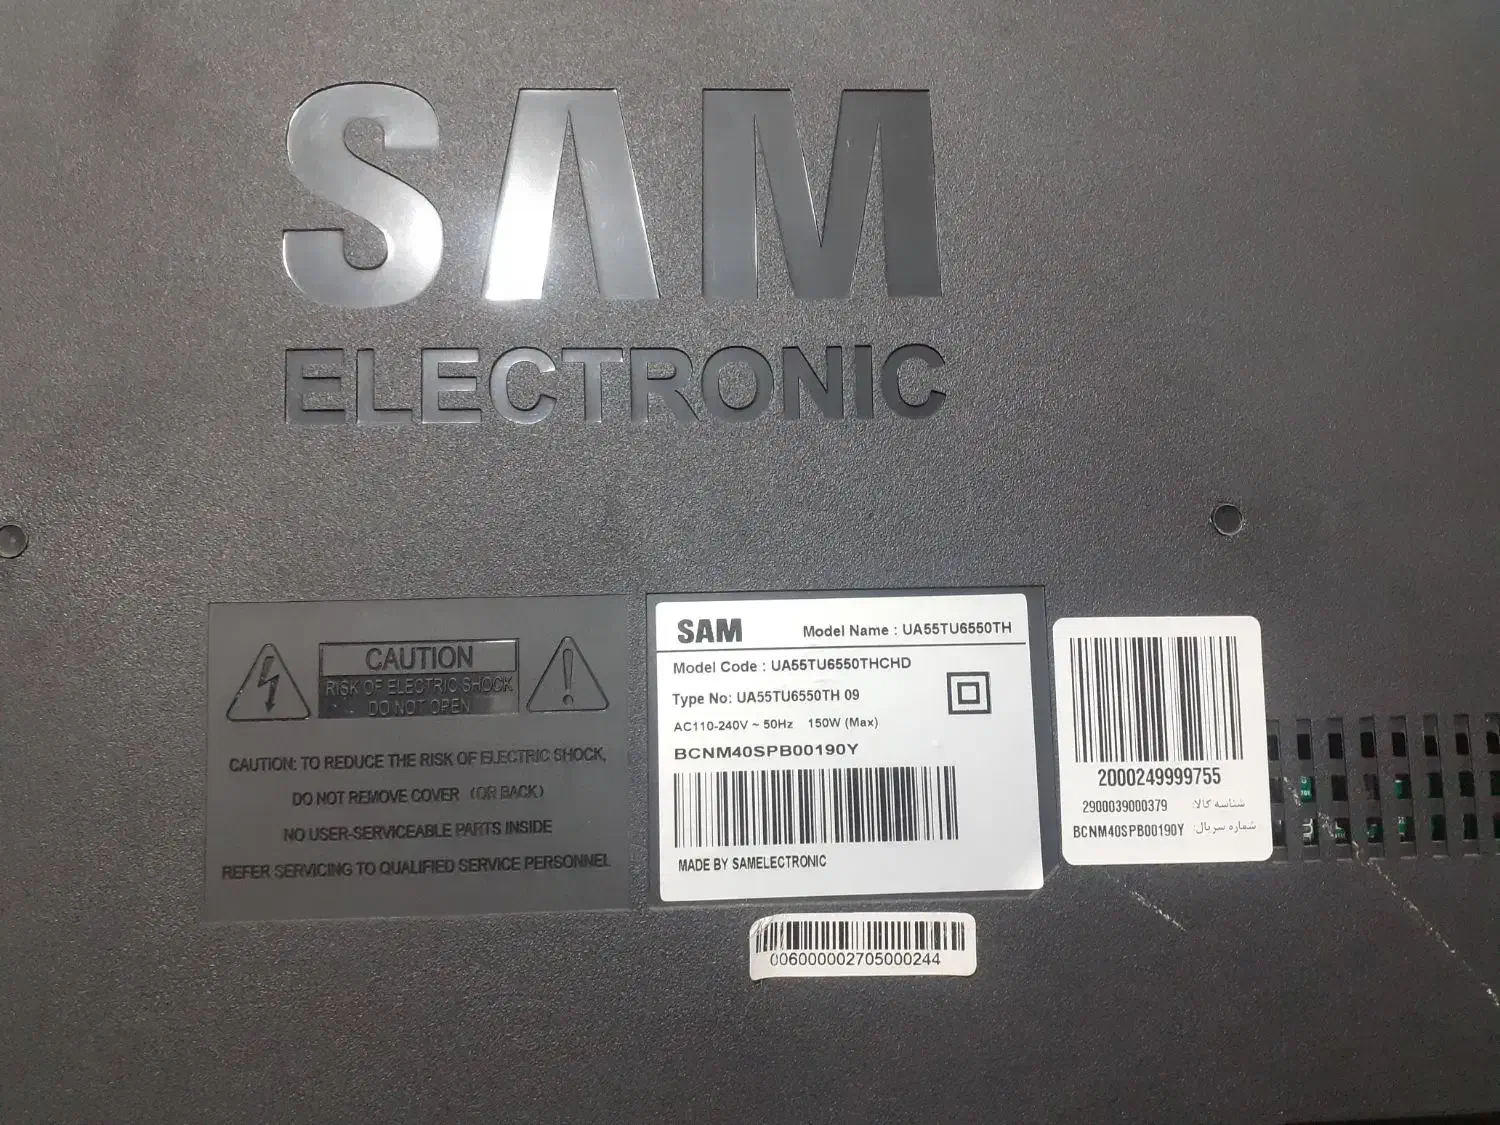 SAM
ELECTRONIC
CAUTION
RISK OF ELECTRIC SHOCK
DO NOT OPEN
CAUTION: TO REDUCE THE RISK OF ELECTRIC SHOCK,
DO NOT REMOVE COVER (OR BACK)
NO USER-SERVICEABLE PARTS INSIDE
REFER SERVICING TO QUALIFIED SERVICE PERSONNEL
SAM Model Name : UA55TU6550TH
Model Code : UA55TU6550THCHD
Type No: UA55TU6550TH 09
AC110-240V ~ 50Hz 150W (Max)
BCNM40SPB00190Y
MADE BY SAMELECTRONIC
2000249999755
شناسه کالا: 2900039000379
شماره سریال: BCNM40SPB00190Y
006000002705000244